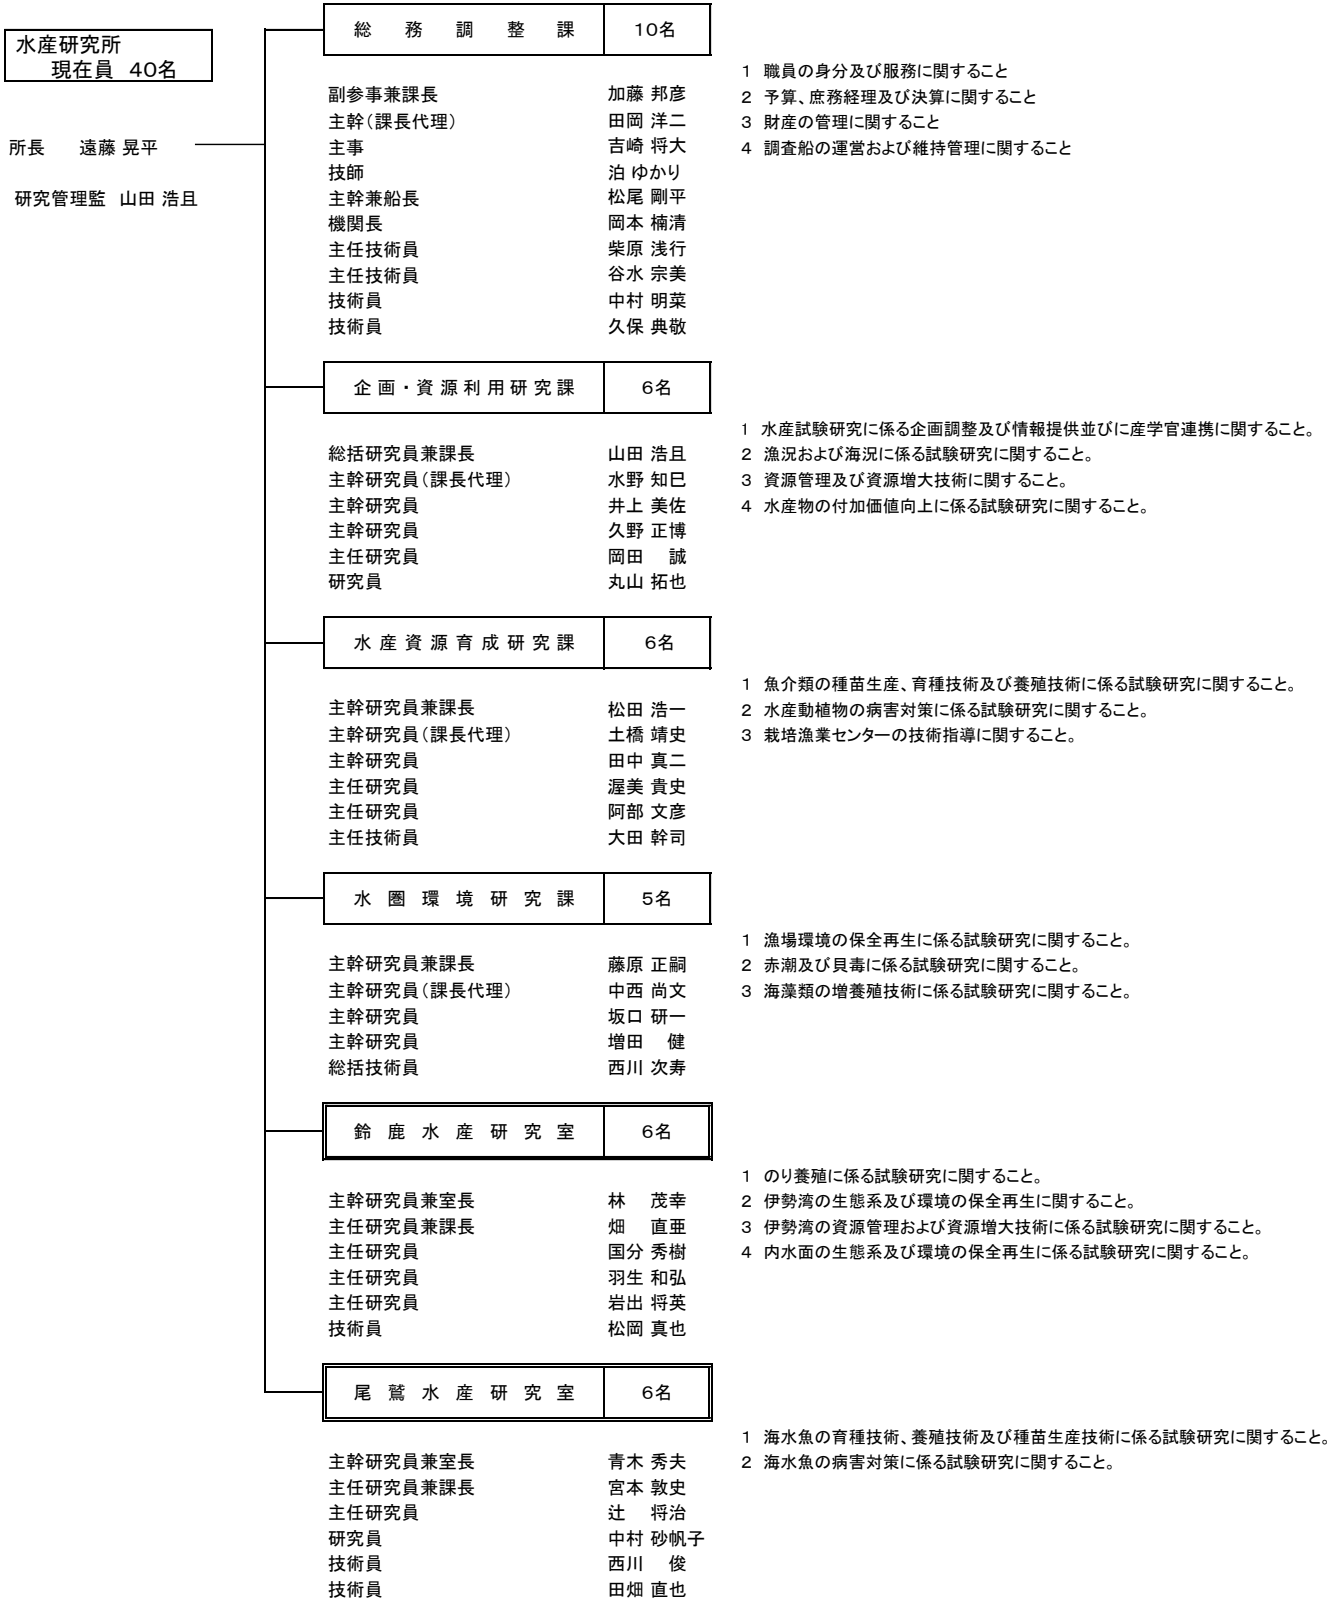 水産研究所
現在員 40名
所長 遠藤 晃平
研究管理監 山田 浩且
総務調整課 10名
副参事兼課長 加藤 邦彦
主幹(課長代理) 田岡 洋二
主事 吉崎 将大
技師 泊 ゆかり
主幹兼船長 松尾 剛平
機関長 岡本 楠清
主任技術員 柴原 浅行
主任技術員 谷水 宗美
技術員 中村 明菜
技術員 久保 典敬
1 職員の身分及び服務に関すること
2 予算、庶務経理及び決算に関すること
3 財産の管理に関すること
4 調査船の運営および維持管理に関すること
企画・資源利用研究課 6名
総括研究員兼課長 山田 浩且
主幹研究員(課長代理) 水野 知巳
主幹研究員 井上 美佐
主幹研究員 久野 正博
主任研究員 岡田 誠
研究員 丸山 拓也
1 水産試験研究に係る企画調整及び情報提供並びに産学官連携に関すること。
2 漁況および海況に係る試験研究に関すること。
3 資源管理及び資源増大技術に関すること。
4 水産物の付加価値向上に係る試験研究に関すること。
水産資源育成研究課 6名
主幹研究員兼課長 松田 浩一
主幹研究員(課長代理) 土橋 靖史
主幹研究員 田中 真二
主任研究員 渥美 貴史
主任研究員 阿部 文彦
主任技術員 大田 幹司
1 魚介類の種苗生産、育種技術及び養殖技術に係る試験研究に関すること。
2 水産動植物の病害対策に係る試験研究に関すること。
3 栽培漁業センターの技術指導に関すること。
水圏環境研究課 5名
主幹研究員兼課長 藤原 正嗣
主幹研究員(課長代理) 中西 尚文
主幹研究員 坂口 研一
主幹研究員 増田 健
総括技術員 西川 次寿
1 漁場環境の保全再生に係る試験研究に関すること。
2 赤潮及び貝毒に係る試験研究に関すること。
3 海藻類の増養殖技術に係る試験研究に関すること。
鈴鹿水産研究室 6名
主幹研究員兼室長 林 茂幸
主任研究員兼課長 畑 直亜
主任研究員 国分 秀樹
主任研究員 羽生 和弘
主任研究員 岩出 将英
技術員 松岡 真也
1 のり養殖に係る試験研究に関すること。
2 伊勢湾の生態系及び環境の保全再生に関すること。
3 伊勢湾の資源管理および資源増大技術に係る試験研究に関すること。
4 内水面の生態系及び環境の保全再生に係る試験研究に関すること。
尾鷲水産研究室 6名
主幹研究員兼室長 青木 秀夫
主任研究員兼課長 宮本 敦史
主任研究員 辻 将治
研究員 中村 砂帆子
技術員 西川 俊
技術員 田畑 直也
1 海水魚の育種技術、養殖技術及び種苗生産技術に係る試験研究に関すること。
2 海水魚の病害対策に係る試験研究に関すること。